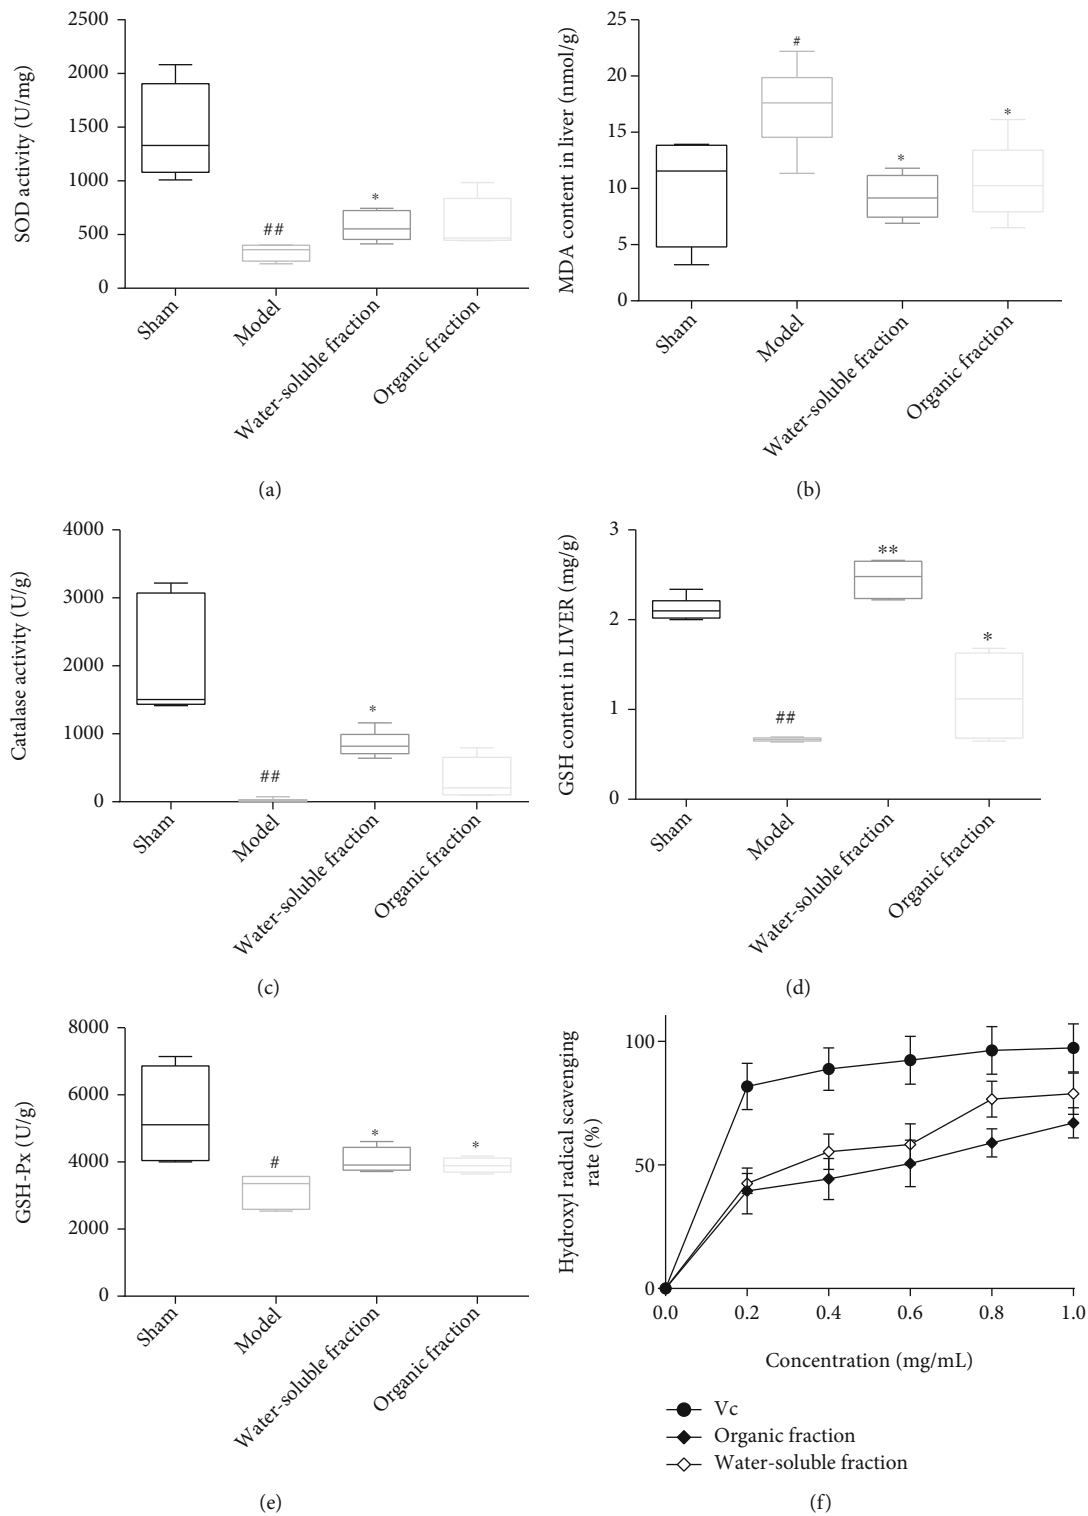 SOD activity (U/mg)
2500
2000
1500
1000
500
0
##
*
Sham
Model
Water-soluble fraction
Organic fraction
(a)
MDA content in liver (nmol/g)
25
20
15
10
5
0
#
*
*
Sham
Model
Water-soluble fraction
Organic fraction
(b)
Catalase activity (U/g)
4000
3000
2000
1000
0
##
*
Sham
Model
Water-soluble fraction
Organic fraction
(c)
GSH content in LIVER (mg/g)
3
2
1
0
##
**
*
Sham
Model
Water-soluble fraction
Organic fraction
(d)
GSH-Px (U/g)
8000
6000
4000
2000
0
#
*
*
Sham
Model
Water-soluble fraction
Organic fraction
(e)
Hydroxyl radical scavenging
rate (%)
100
50
0
0.0 0.2 0.4 0.6 0.8 1.0
Concentration (mg/mL)
Vc
Organic fraction
Water-soluble fraction
(f)